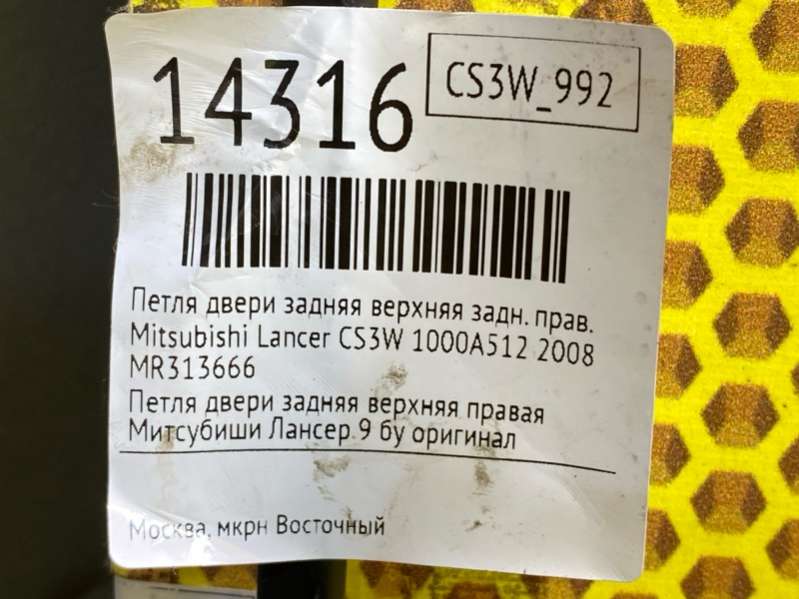 14316
CS3W_992
Петля двери задняя верхняя задн. прав.
Mitsubishi Lancer CS3W 1000A512 2008
MR313666
Петля двери задняя верхняя правая
Митсубиши Лансер 9 бу оригинал
Москва, мкрн Восточный